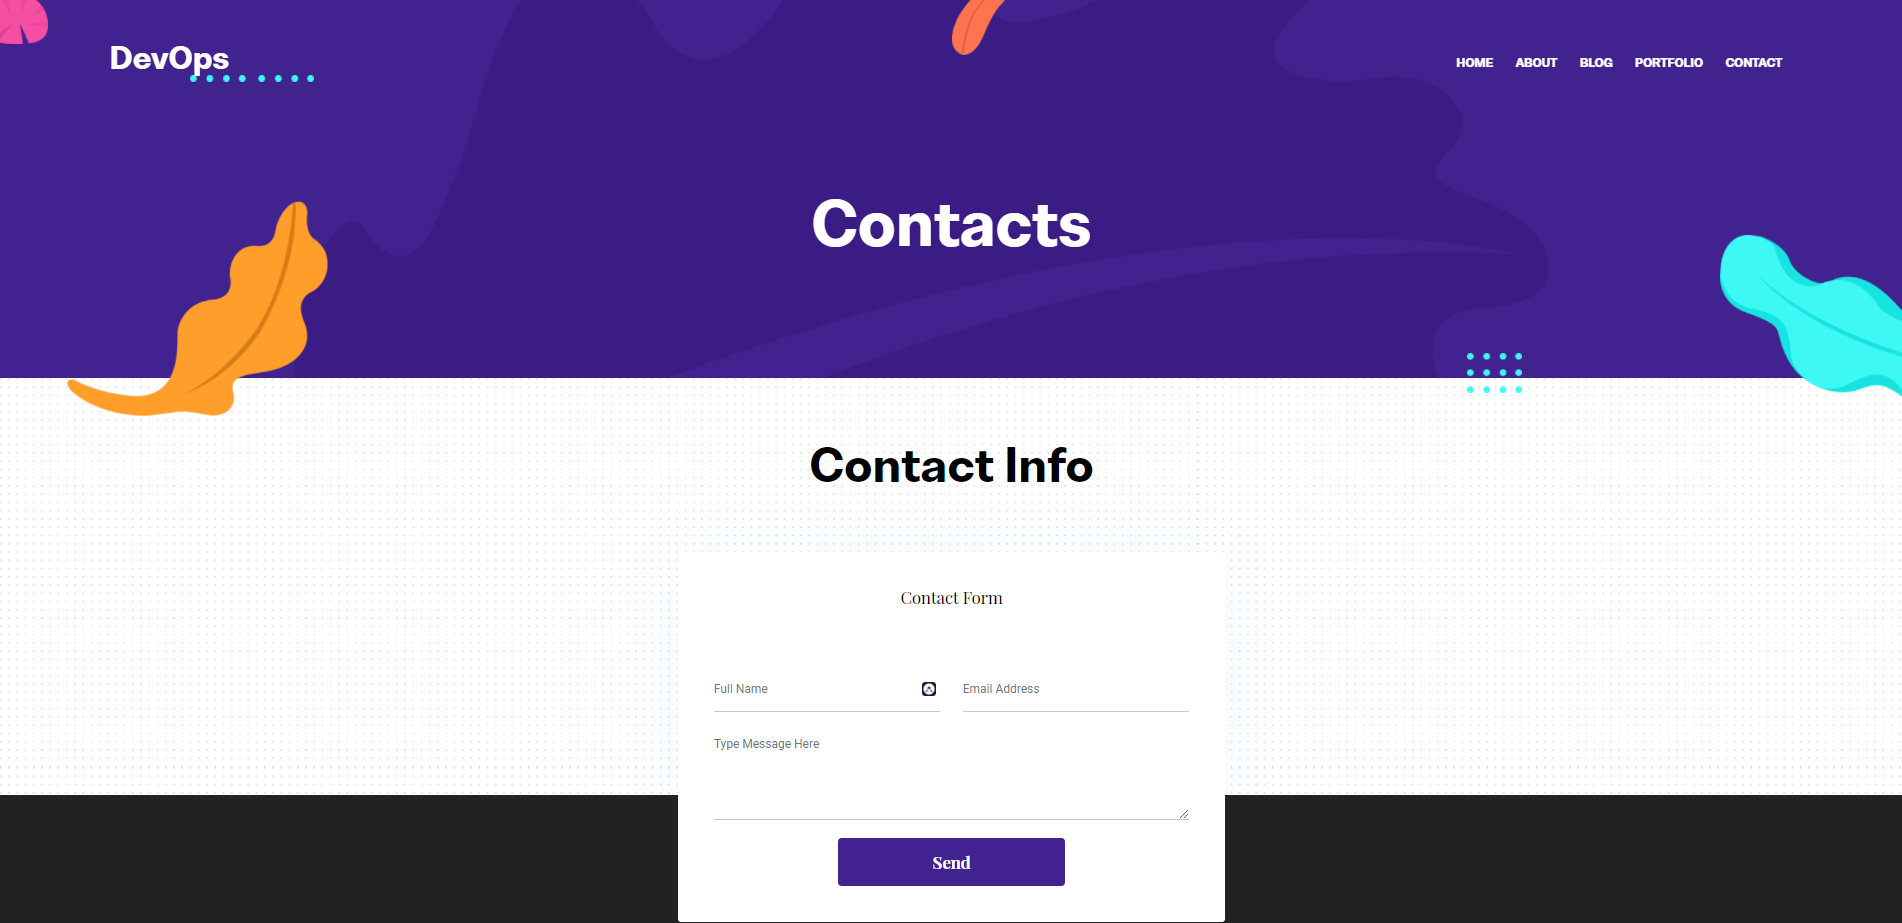 DevOps
HOME ABOUT BLOG PORTFOLIO CONTACT
Contacts
Contact Info
Contact Form
Full Name
Email Address
Type Message Here
Send